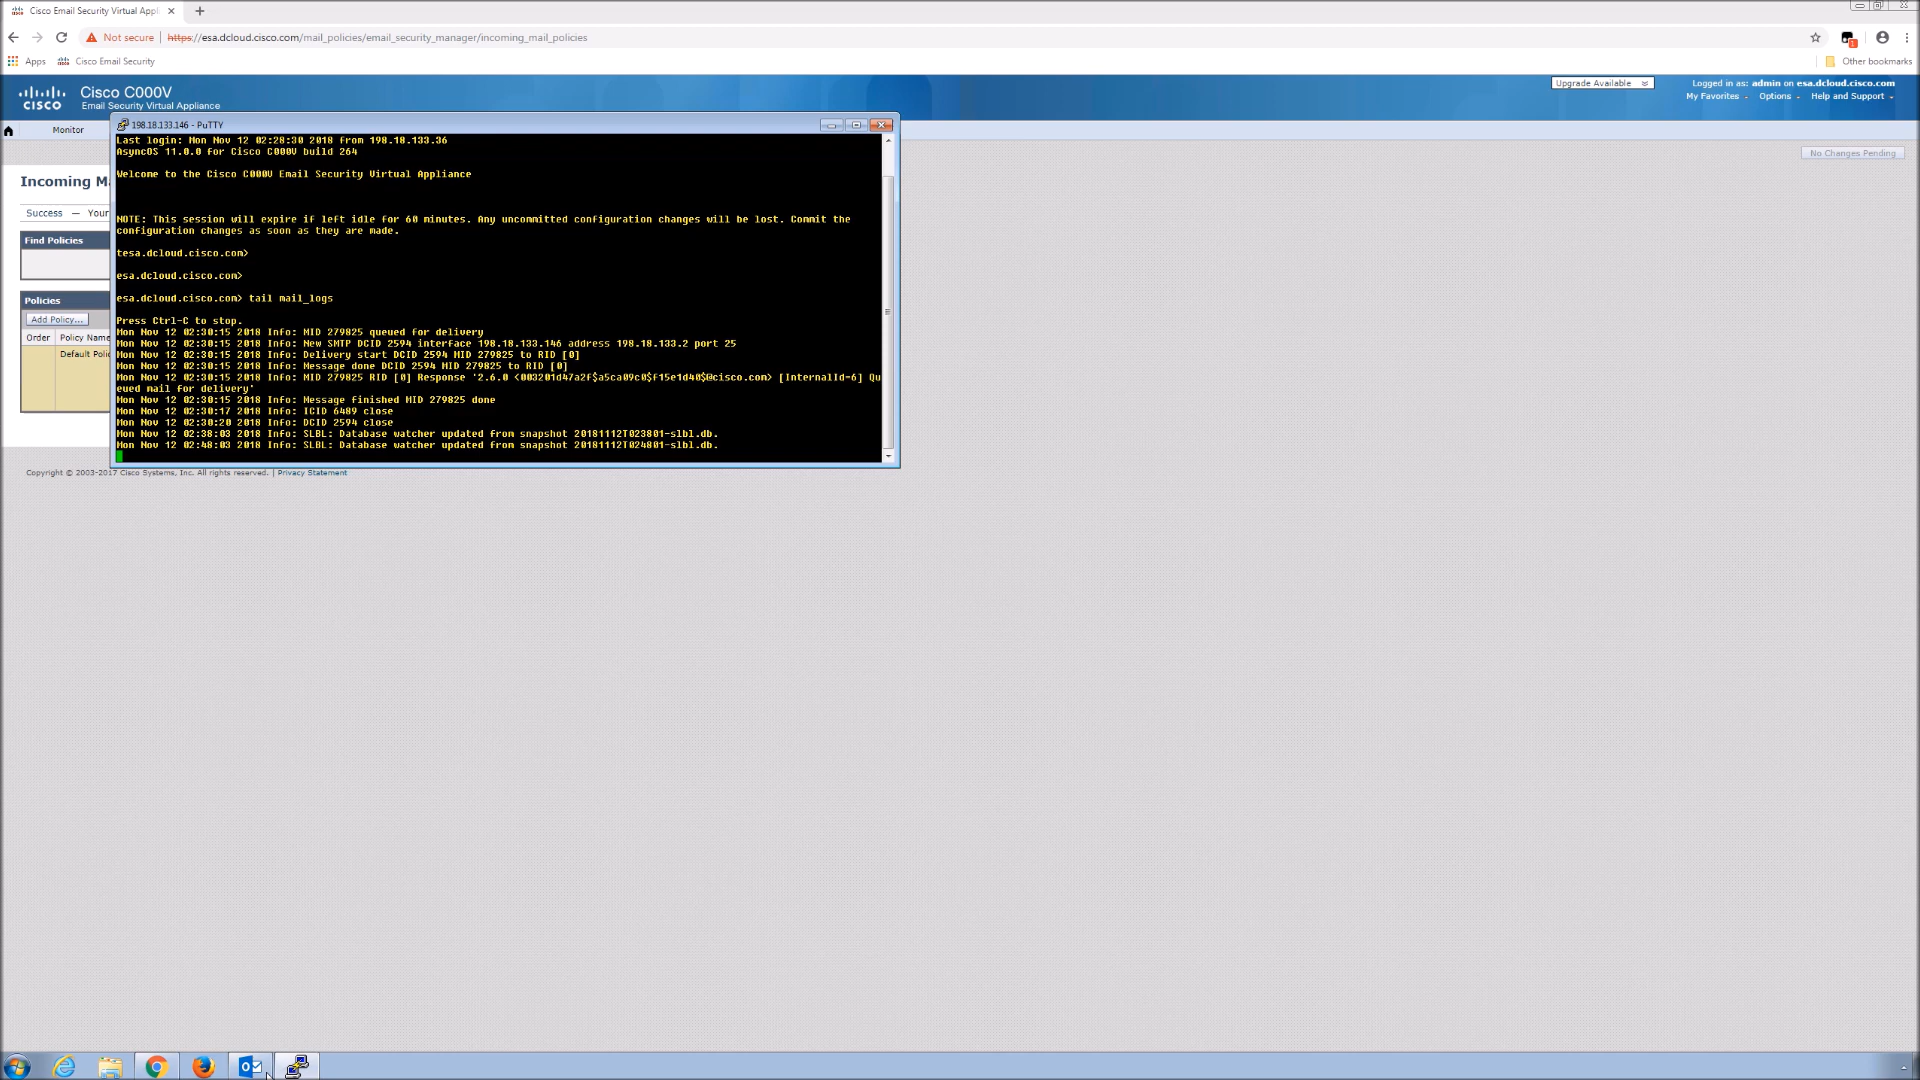 Cisco Email Security Virtual Appl
Not secure | https://esa.dcloud.cisco.com/mail_policies/email_security_manager/incoming_mail_policies
1
Apps Cisco Email Security Other bookmarks
CISCO
Cisco C000V
Email Security Virtual Appliance
Upgrade Available
Logged in as: admin on esa.dcloud.cisco.com
My Favorites Options Help and Support
Monitor
No Changes Pending
Incoming Ma
Success — Your
Find Policies
Policies
Add Policy...
Order Policy Name
Default Polic
198.18.133.146 - PuTTY
Last login: Mon Nov 12 02:28:30 2018 from 198.18.133.36
AsyncOS 11.0.0 for Cisco C000V build 264
Welcome to the Cisco C000V Email Security Virtual Appliance
NOTE: This session will expire if left idle for 60 minutes. Any uncommitted configuration changes will be lost. Commit the
configuration changes as soon as they are made.
tesa.dcloud.cisco.com>
esa.dcloud.cisco.com>
esa.dcloud.cisco.com> tail mail_logs
Press Ctrl-C to stop.
Mon Nov 12 02:30:15 2018 Info: MID 279825 queued for delivery
Mon Nov 12 02:30:15 2018 Info: New SMTP DCID 2594 interface 198.18.133.146 address 198.18.133.2 port 25
Mon Nov 12 02:30:15 2018 Info: Delivery start DCID 2594 MID 279825 to RID [0]
Mon Nov 12 02:30:15 2018 Info: Message done DCID 2594 MID 279825 to RID [0]
Mon Nov 12 02:30:15 2018 Info: MID 279825 RID [0] Response '2.6.0 <003201d47a2f$a5ca09c0$f15e1d40$@cisco.com> [InternalId=6] Qu
eued mail for delivery'
Mon Nov 12 02:30:15 2018 Info: Message finished MID 279825 done
Mon Nov 12 02:30:17 2018 Info: ICID 6489 close
Mon Nov 12 02:30:20 2018 Info: DCID 2594 close
Mon Nov 12 02:38:03 2018 Info: SLBL: Database watcher updated from snapshot 20181112T023801-slbl.db.
Mon Nov 12 02:48:03 2018 Info: SLBL: Database watcher updated from snapshot 20181112T024801-slbl.db.
Copyright © 2003-2017 Cisco Systems, Inc. All rights reserved. | Privacy Statement